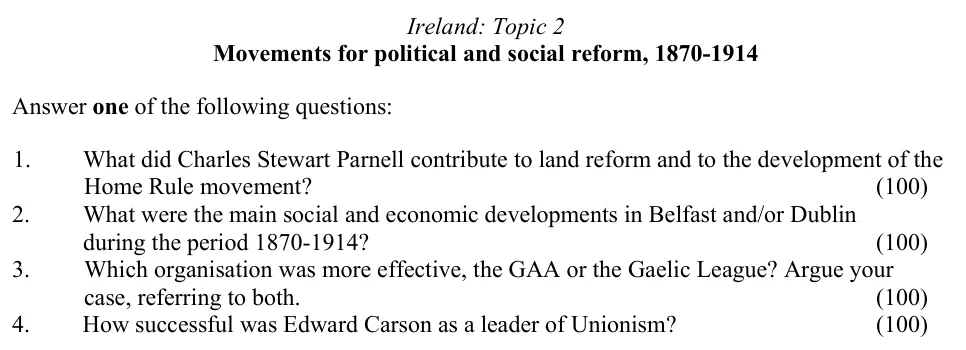 Ireland: Topic 2
Movements for political and social reform, 1870-1914
Answer one of the following questions:
1. What did Charles Stewart Parnell contribute to land reform and to the development of the
Home Rule movement? (100)
2. What were the main social and economic developments in Belfast and/or Dublin
during the period 1870-1914? (100)
3. Which organisation was more effective, the GAA or the Gaelic League? Argue your
case, referring to both. (100)
4. How successful was Edward Carson as a leader of Unionism? (100)